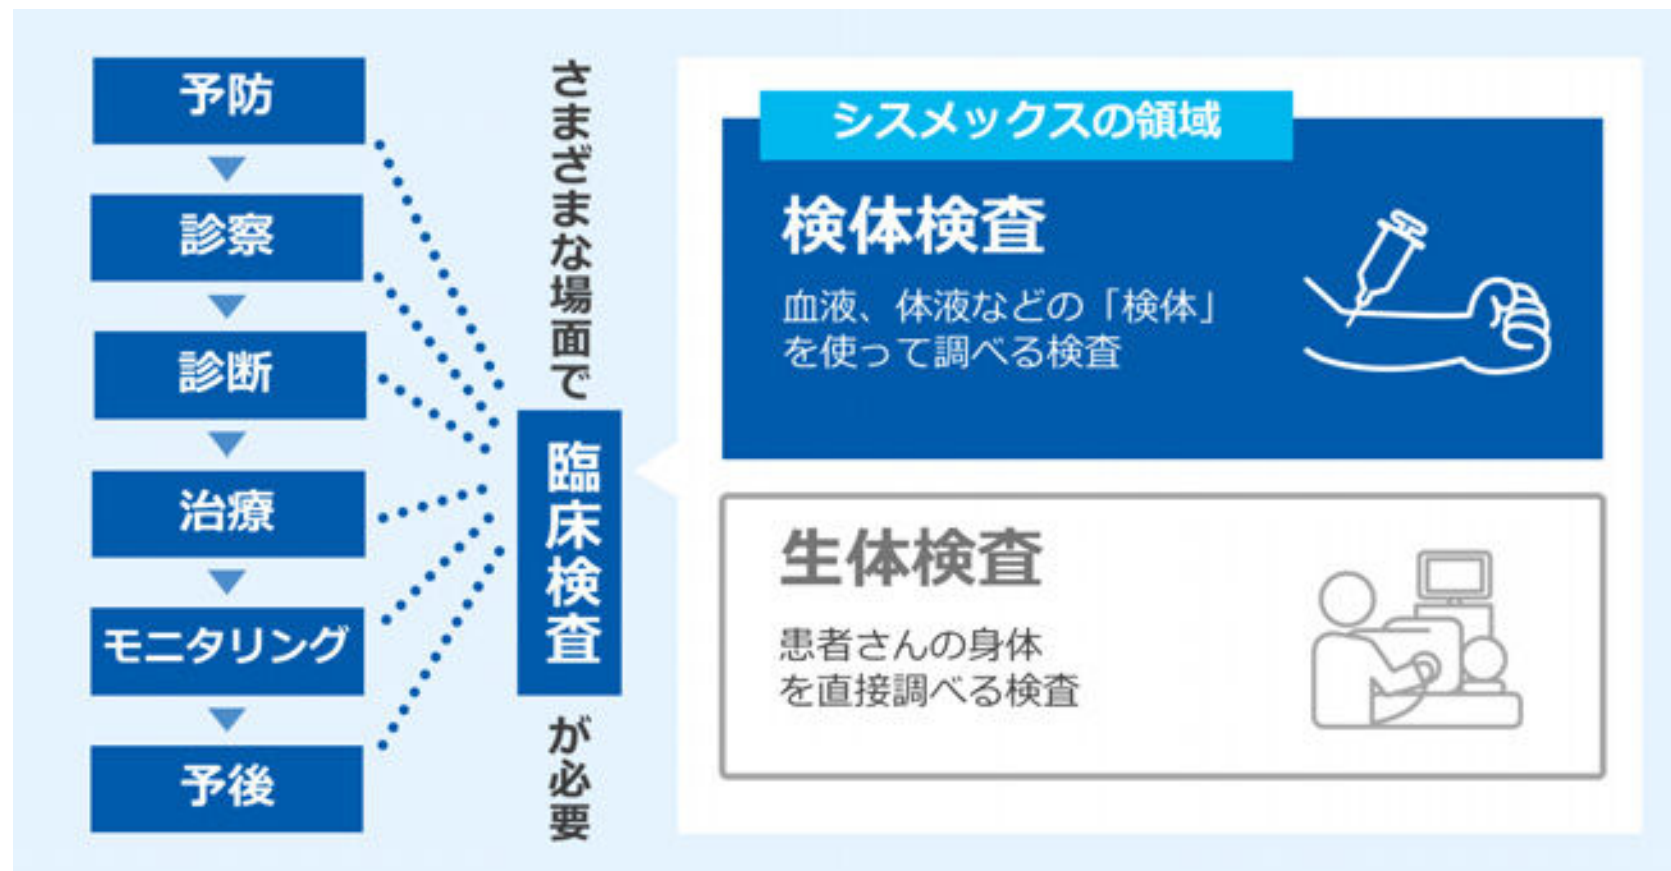 予防
診察
診断
治療
モニタリング
予後
さまざまな場面で
臨床検査
が必要
シスメックスの領域
検体検査
血液、体液などの「検体」
を使って調べる検査
生体検査
患者さんの身体
を直接調べる検査